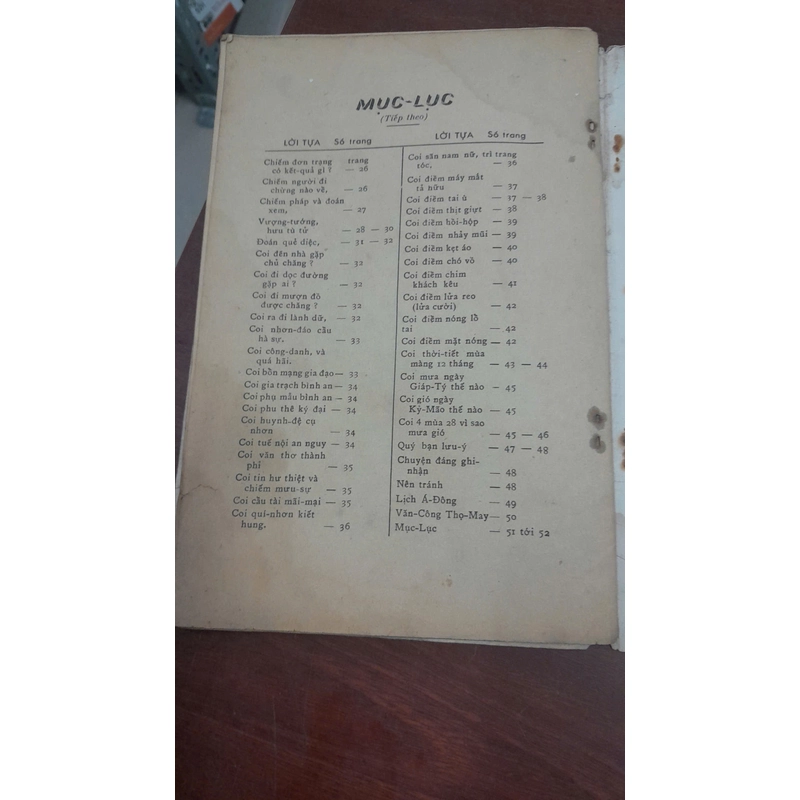 MỤC-LỤC
(Tiếp theo)
LỜI TỰA Số trang
Chiêm đơn trạng trang
có kết-quả gì ? — 26
Chiêm người đi
chừng nào về, — 26
Chiêm pháp và đoán
xem, — 27
Vượng-tướng,
hưu tù tử — 28 — 30
Đoán quẻ diệc, — 31 — 32
Coi đến nhà gặp
chủ chăng ? — 32
Coi đi dọc đường
gặp ai ? — 32
Coi đi mượn đồ
được chăng ? — 32
Coi ra đi lành dữ, — 32
Coi nhơn-đáo cầu
hà sự, — 33
Coi công-danh, và
quá hãi.
Coi bổn mạng gia đạo — 33
Coi gia trạch bình an — 34
Coi phụ mẫu bình an — 34
Coi phu thê kỷ đại — 34
Coi huynh-đệ cụ
nhơn — 34
Coi tuế nội an nguy — 34
Coi văn thơ thành
phỉ — 35
Coi tin hư thiệt và
chiêm mưu-sự — 35
Coi cầu tài mãi-mại — 35
Coi quí-nhơn kiết
hung. — 36
LỜI TỰA Số trang
Coi săn nam nữ, trì trang
tóc, — 36
Coi điềm máy mắt
tả hữu — 37
Coi điềm tai ù — 37 — 38
Coi điềm thịt giựt — 38
Coi điềm hồi-hộp — 39
Coi điềm nhảy mũi — 39
Coi điềm kẹt áo — 40
Coi điềm chó vồ — 40
Coi điềm chim
khách kêu — 41
Coi điềm lửa reo
(lửa cười) — 42
Coi điềm nóng lỗ
tai — 42
Coi điềm mặt nóng — 42
Coi thời-tiết mùa
màng 12 tháng — 43 — 44
Coi mưa ngày
Giáp-Tý thế nào — 45
Coi gió ngày
Kỷ-Mão thế nào — 45
Coi 4 mùa 28 vì sao
mưa gió — 45 — 46
Quý bạn lưu-ý — 47 — 48
Chuyện đáng ghi-
nhận — 48
Nên tránh — 48
Lịch Á-Đông — 49
Văn-Công Thọ-May — 50
Mục-Lục — 51 tới 52